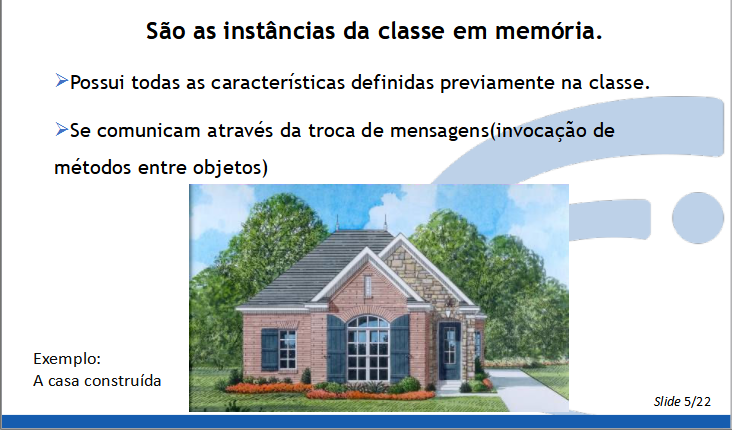 São as instâncias da classe em memória.
➢Possui todas as características definidas previamente na classe.
➢Se comunicam através da troca de mensagens(invocação de
métodos entre objetos)
Exemplo:
A casa construída
Slide 5/22